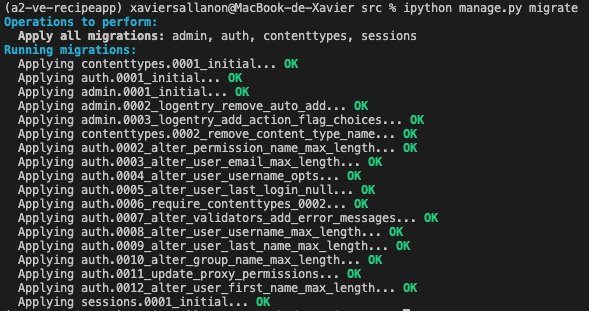 (a2-ve-recipeapp) xaviersallanon@MacBook-de-Xavier src % ipython manage.py migrate
Operations to perform:
  Apply all migrations: admin, auth, contenttypes, sessions
Running migrations:
  Applying contenttypes.0001_initial... OK
  Applying auth.0001_initial... OK
  Applying admin.0001_initial... OK
  Applying admin.0002_logentry_remove_auto_add... OK
  Applying admin.0003_logentry_add_action_flag_choices... OK
  Applying contenttypes.0002_remove_content_type_name... OK
  Applying auth.0002_alter_permission_name_max_length... OK
  Applying auth.0003_alter_user_email_max_length... OK
  Applying auth.0004_alter_user_username_opts... OK
  Applying auth.0005_alter_user_last_login_null... OK
  Applying auth.0006_require_contenttypes_0002... OK
  Applying auth.0007_alter_validators_add_error_messages... OK
  Applying auth.0008_alter_user_username_max_length... OK
  Applying auth.0009_alter_user_last_name_max_length... OK
  Applying auth.0010_alter_group_name_max_length... OK
  Applying auth.0011_update_proxy_permissions... OK
  Applying auth.0012_alter_user_first_name_max_length... OK
  Applying sessions.0001_initial... OK